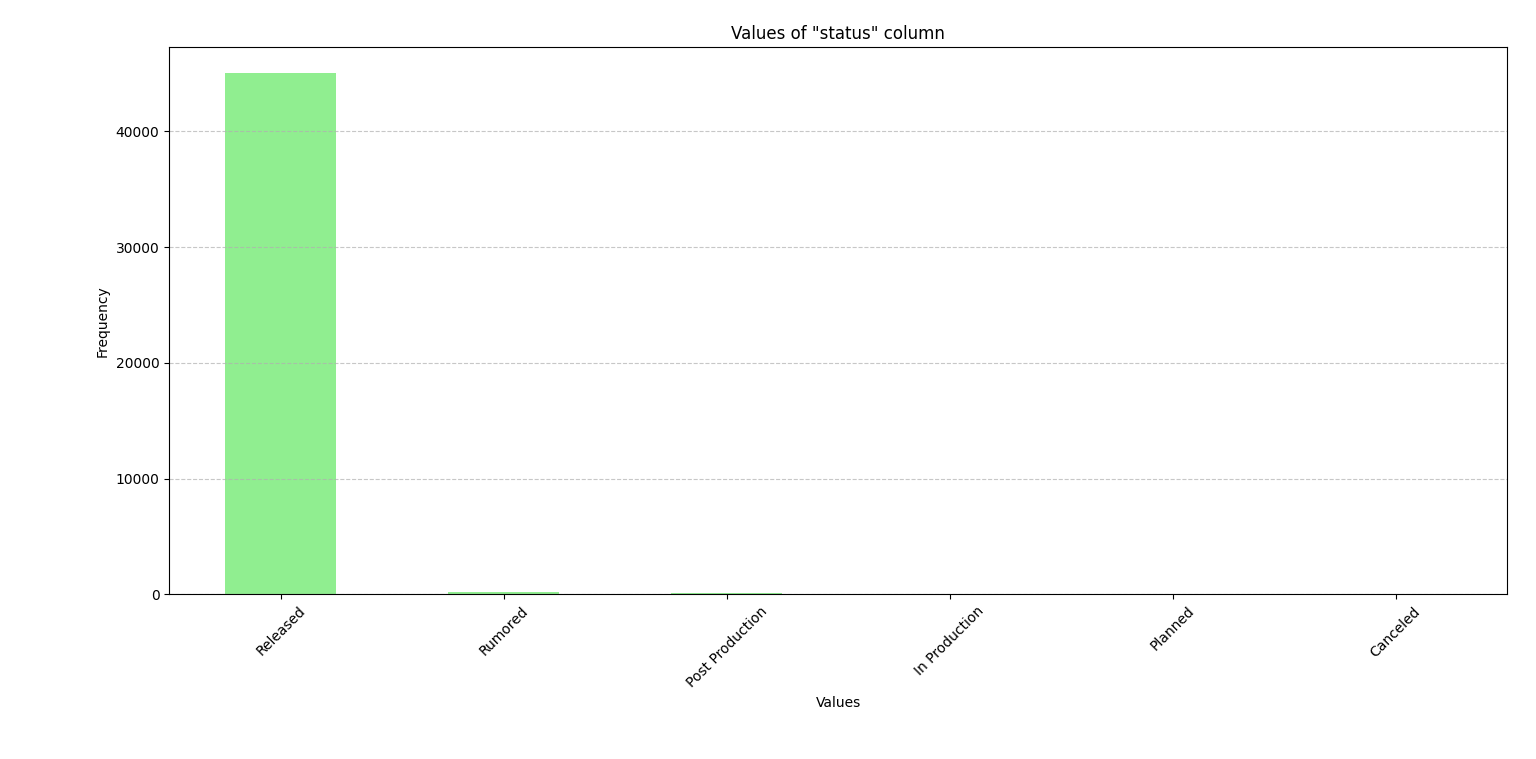 Values of "status" column
Frequency
40000
30000
20000
10000
0
Released
Rumored
Post Production
In Production
Planned
Canceled
Values